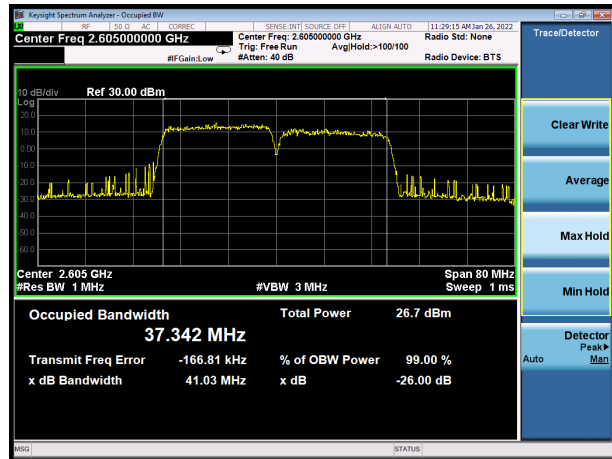 Keysight Spectrum Analyzer - Occupied BW
LXI RF 50 Ω AC CORREC SENSE:INT SOURCE OFF ALIGN AUTO 11:29:15 AM Jan 26, 2022
Center Freq 2.605000000 GHz Center Freq: 2.605000000 GHz Radio Std: None Trace/Detector
Trig: Free Run Avg|Hold:>100/100
#IFGain:Low #Atten: 40 dB Radio Device: BTS
10 dB/div Ref 30.00 dBm
Log
20.0
10.0
0.00
-10.0
-20.0
-30.0
-40.0
-50.0
-60.0
Clear Write
Average
Max Hold
Min Hold
Center 2.605 GHz Span 80 MHz
#Res BW 1 MHz #VBW 3 MHz Sweep 1 ms
Occupied Bandwidth Total Power 26.7 dBm
37.342 MHz
Transmit Freq Error -166.81 kHz % of OBW Power 99.00 %
x dB Bandwidth 41.03 MHz x dB -26.00 dB
Detector
Peak▶
Auto Man
MSG STATUS